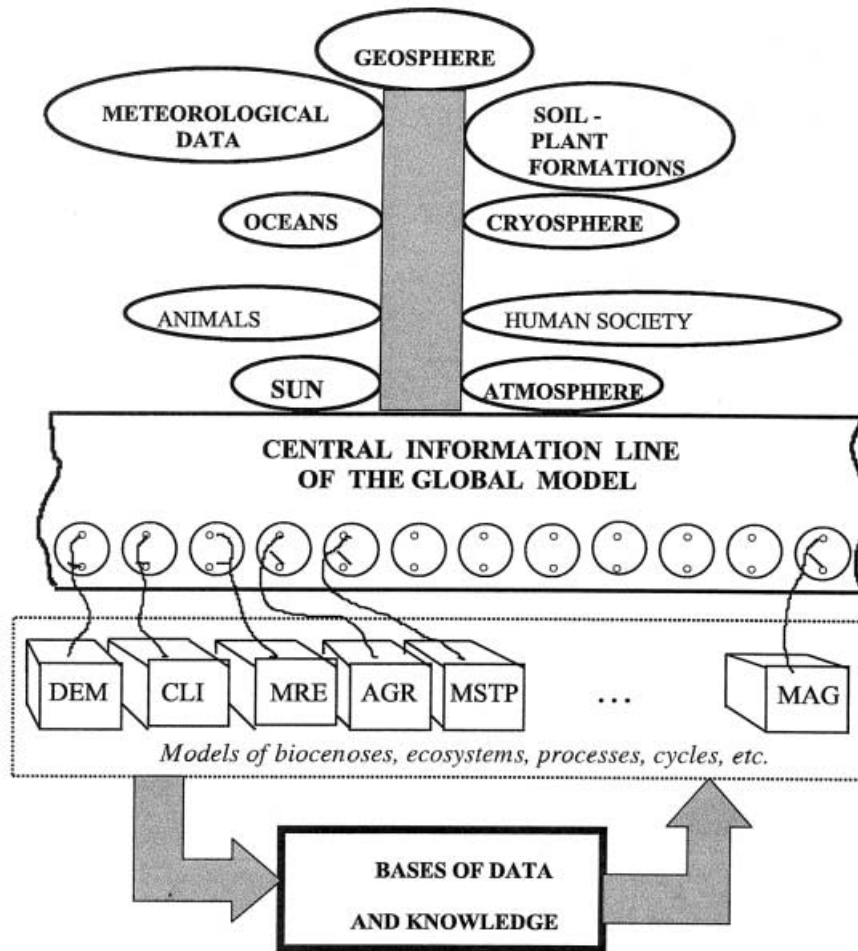 GEOSPHERE
METEOROLOGICAL
DATA
SOIL -
PLANT
FORMATIONS
OCEANS
CRYOSPHERE
ANIMALS
HUMAN SOCIETY
SUN
ATMOSPHERE
CENTRAL INFORMATION LINE
OF THE GLOBAL MODEL
DEM CLI MRE AGR MSTP ... MAG
Models of biocenoses, ecosystems, processes, cycles, etc.
BASES OF DATA
AND KNOWLEDGE